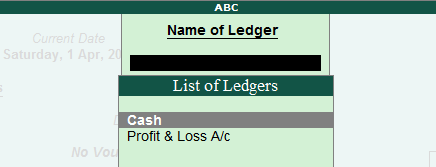 ABC
Current Date
Name of Ledger
Saturday, 1 Apr, 20
List of Ledgers
Cash
Profit & Loss A/c
No Vou